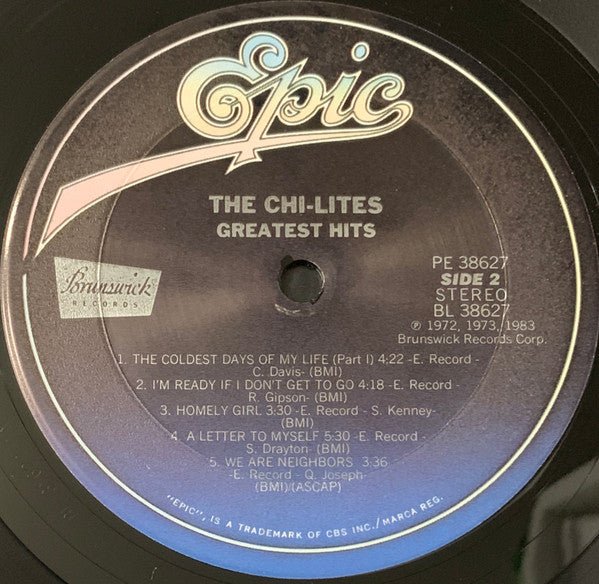 Epic
THE CHI-LITES
GREATEST HITS
PE 38627
SIDE 2
STEREO
BL 38627
℗ 1972, 1973, 1983
Brunswick Records Corp.
Brunswick
RECORDS
1. THE COLDEST DAYS OF MY LIFE (Part I) 4:22 -E. Record -
C. Davis- (BMI)
2. I'M READY IF I DON'T GET TO GO 4:18 -E. Record -
R. Gipson- (BMI)
3. HOMELY GIRL 3:30 -E. Record - S. Kenney-
(BMI)
4. A LETTER TO MYSELF 5:30 -E. Record -
S. Drayton- (BMI)
5. WE ARE NEIGHBORS 3:36
-E. Record - Q. Joseph-
(BMI)/(ASCAP)
"EPIC", IS A TRADEMARK OF CBS INC./MARCA REG.